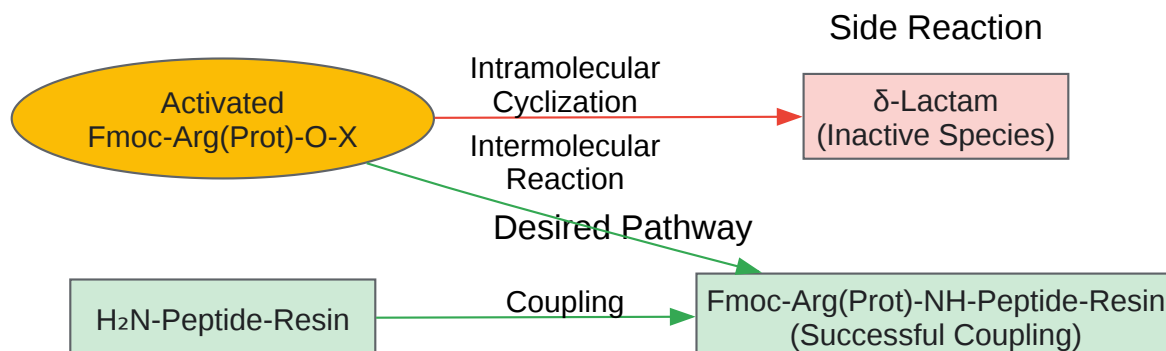 Side Reaction
Activated
Fmoc-Arg(Prot)-O-X
Intramolecular
Cyclization
δ-Lactam
(Inactive Species)
Intermolecular
Reaction
Desired Pathway
H₂N-Peptide-Resin
Coupling
Fmoc-Arg(Prot)-NH-Peptide-Resin
(Successful Coupling)